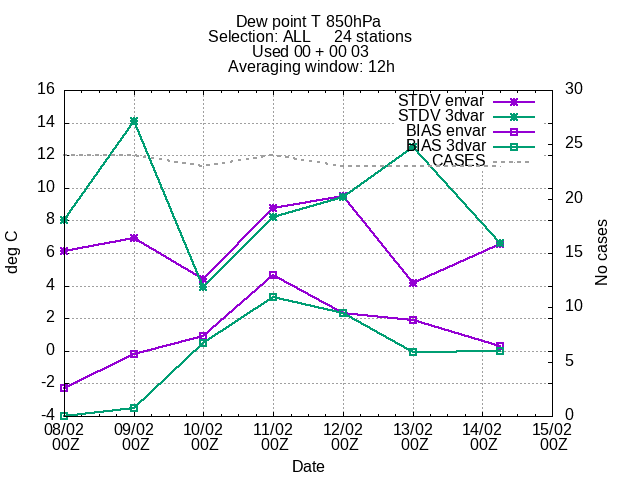 Dew point T 850hPa
Selection: ALL 24 stations
Used 00 + 00 03
Averaging window: 12h
STDV envar
STDV 3dvar
BIAS envar
BIAS 3dvar
CASES
16
14
12
10
8
6
4
2
0
-2
-4
deg C
30
25
20
15
10
5
0
No cases
08/02 09/02 10/02 11/02 12/02 13/02 14/02 15/02
00Z 00Z 00Z 00Z 00Z 00Z 00Z 00Z
Date